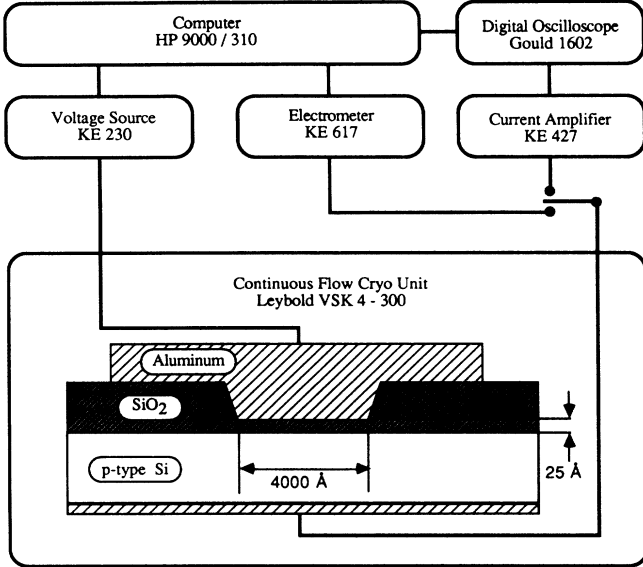 Computer
HP 9000 / 310
Digital Oscilloscope
Gould 1602
Voltage Source
KE 230
Electrometer
KE 617
Current Amplifier
KE 427
Continuous Flow Cryo Unit
Leybold VSK 4 - 300
Aluminum
SiO2
p-type Si
4000 Å
25 Å